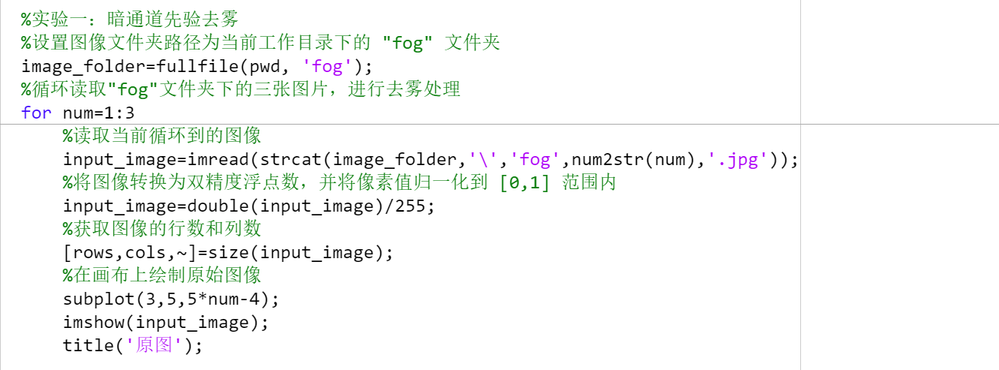 %实验一：暗通道先验去雾
%设置图像文件夹路径为当前工作目录下的 "fog" 文件夹
image_folder=fullfile(pwd, 'fog');
%循环读取"fog"文件夹下的三张图片，进行去雾处理
for num=1:3
    %读取当前循环到的图像
    input_image=imread(strcat(image_folder,'\','fog',num2str(num),'.jpg'));
    %将图像转换为双精度浮点数，并将像素值归一化到 [0,1] 范围内
    input_image=double(input_image)/255;
    %获取图像的行数和列数
    [rows,cols,~]=size(input_image);
    %在画布上绘制原始图像
    subplot(3,5,5*num-4);
    imshow(input_image);
    title('原图');